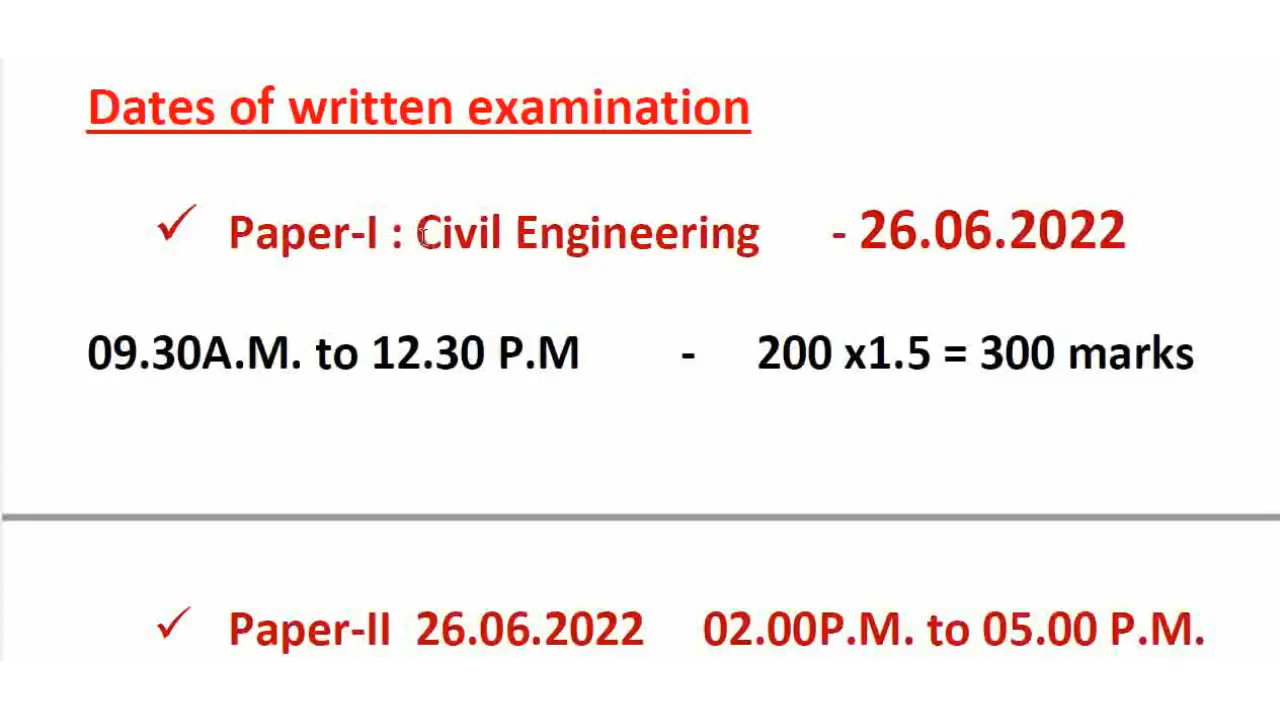 Dates of written examination
✓ Paper-I : Civil Engineering - 26.06.2022
09.30A.M. to 12.30 P.M - 200 x1.5 = 300 marks
✓ Paper-II 26.06.2022 02.00P.M. to 05.00 P.M.